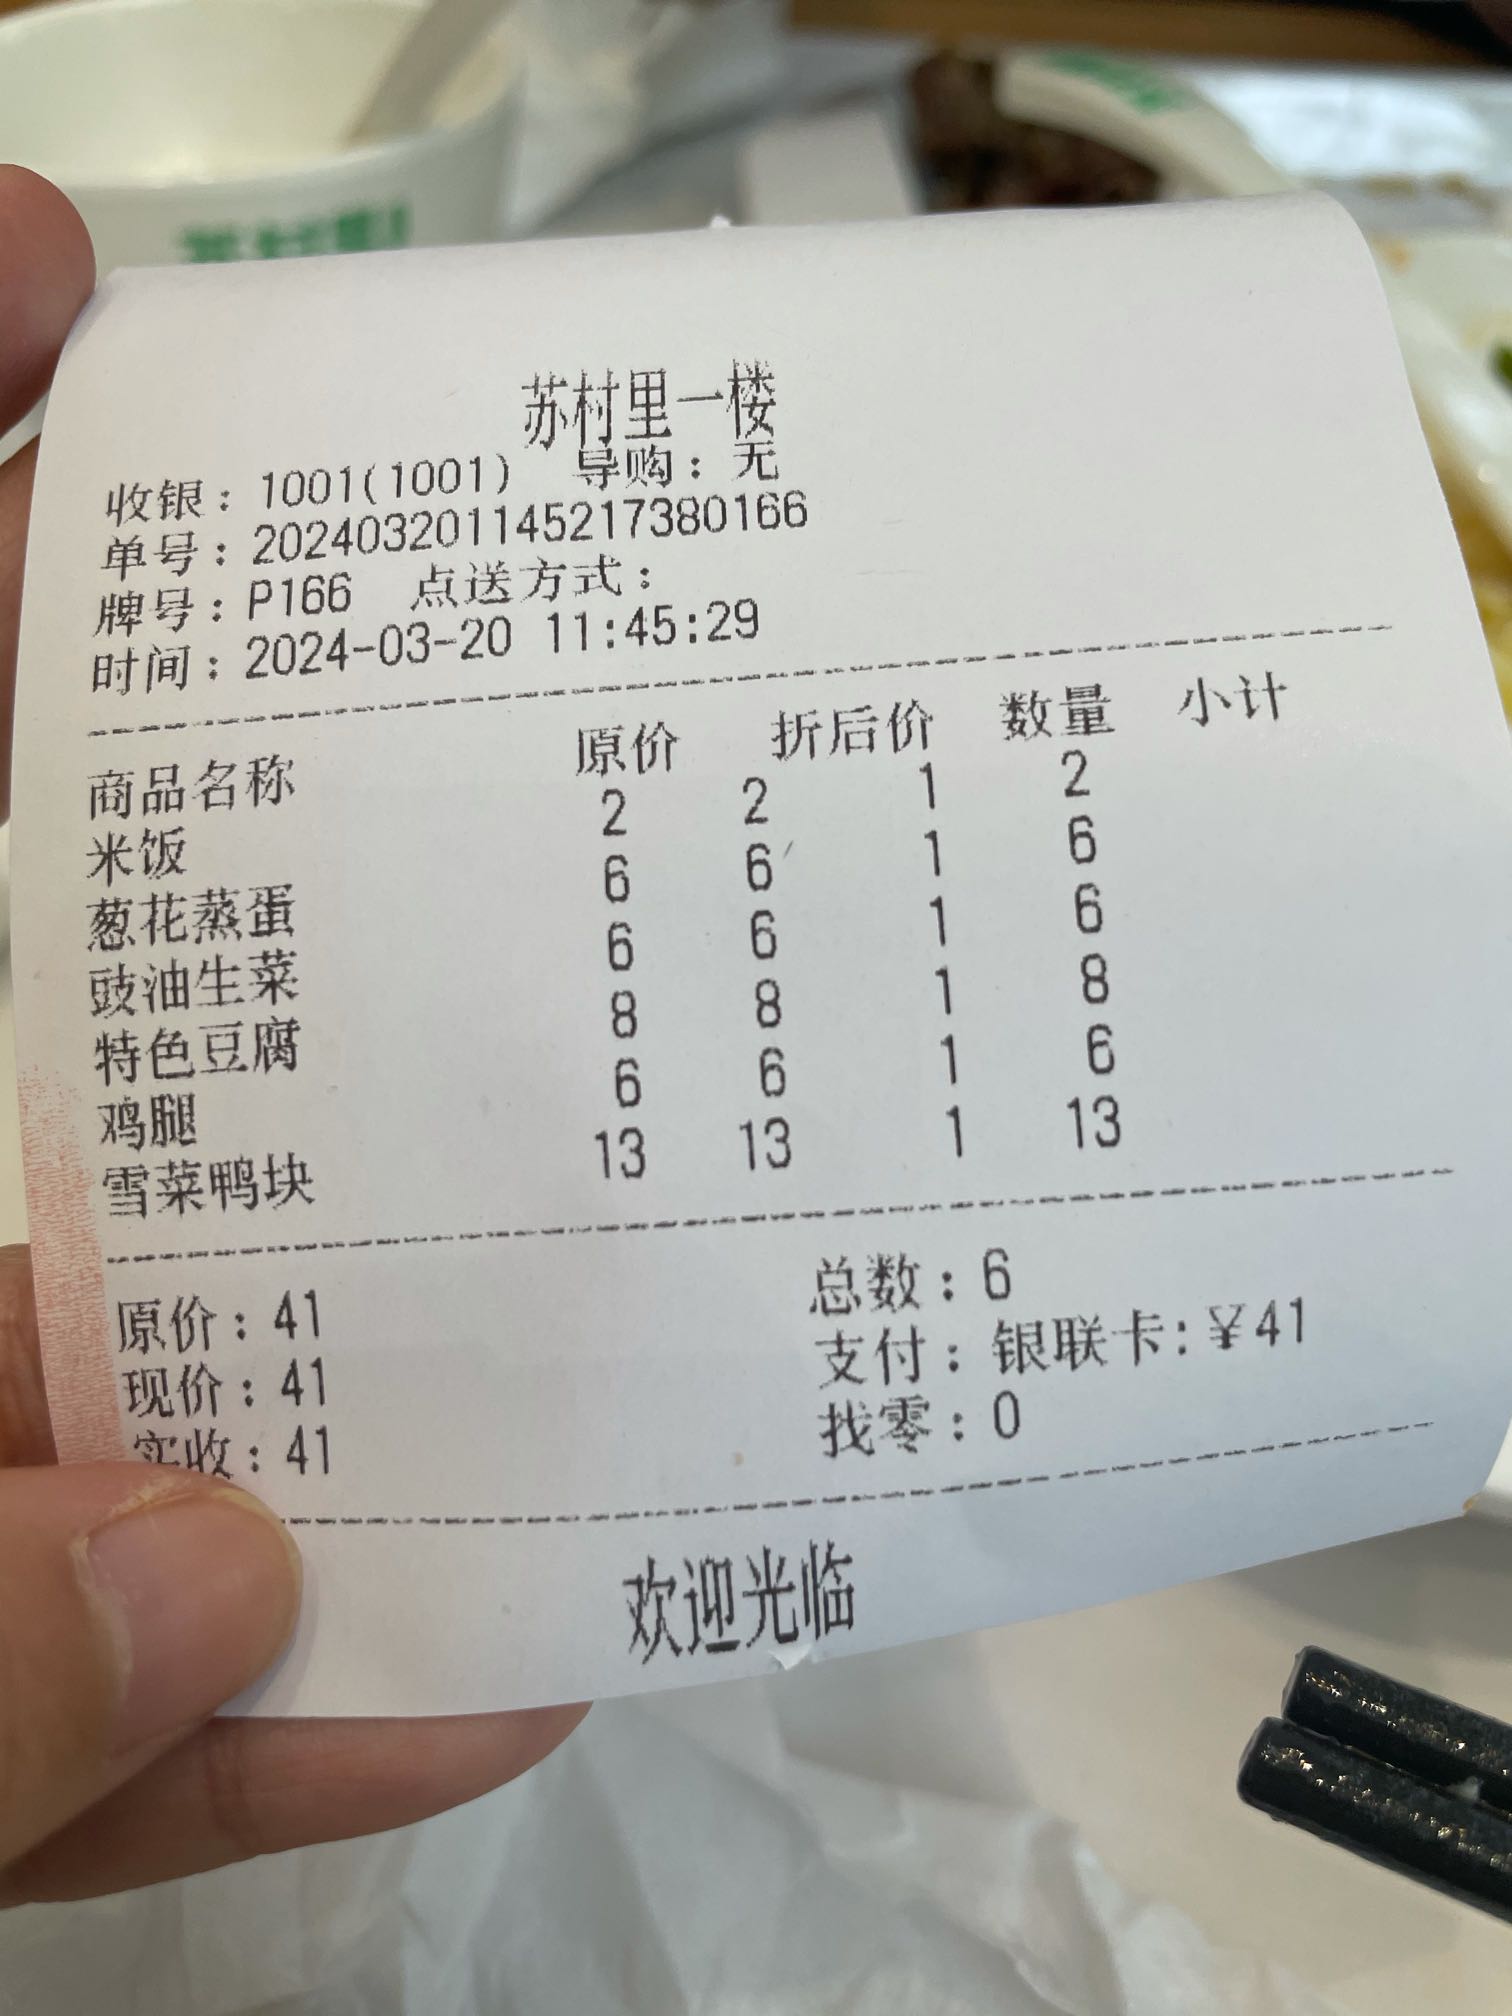 苏村里一楼
收银：1001(1001) 导购：无
单号：202403201145217380166
牌号：P166 点送方式：
时间：2024-03-20 11:45:29
商品名称 原价 折后价 数量 小计
米饭 2 2 1 2
葱花蒸蛋 6 6 1 6
豉油生菜 6 6 1 6
特色豆腐 8 8 1 8
鸡腿 6 6 1 6
雪菜鸭块 13 13 1 13
原价：41 总数：6
现价：41 支付：银联卡:￥41
实收：41 找零：0
欢迎光临